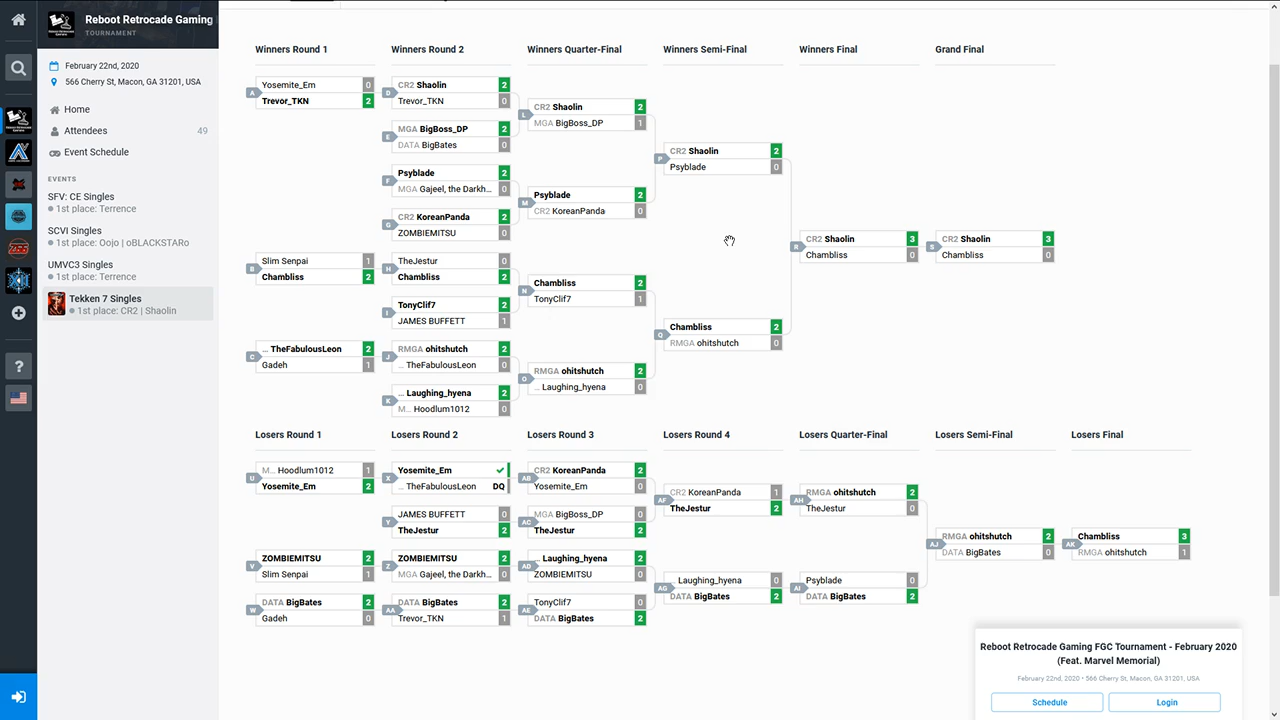 Reboot Retrocade Gaming
TOURNAMENT
February 22nd, 2020
566 Cherry St, Macon, GA 31201, USA
Home
Attendees 49
Event Schedule
EVENTS
SFV: CE Singles
1st place: Terrence
SCVI Singles
1st place: Oojo | oBLACKSTARo
UMVC3 Singles
1st place: Terrence
Tekken 7 Singles
1st place: CR2 | Shaolin
?
Winners Round 1
A
Yosemite_Em 0
Trevor_TKN 2
B
Slim Senpai 1
Chambliss 2
C
... TheFabulousLeon 2
Gadeh 1
Winners Round 2
D
CR2 Shaolin 2
Trevor_TKN 0
E
MGA BigBoss_DP 2
DATA BigBates 0
F
Psyblade 2
MGA Gajeel, the Darkh... 0
G
CR2 KoreanPanda 2
ZOMBIEMITSU 0
H
TheJestur 0
Chambliss 2
I
TonyClif7 2
JAMES BUFFETT 1
J
RMGA ohitshutch 2
... TheFabulousLeon 0
K
... Laughing_hyena 2
M... Hoodlum1012 0
Winners Quarter-Final
L
CR2 Shaolin 2
MGA BigBoss_DP 1
M
Psyblade 2
CR2 KoreanPanda 0
N
Chambliss 2
TonyClif7 1
O
RMGA ohitshutch 2
... Laughing_hyena 0
Winners Semi-Final
P
CR2 Shaolin 2
Psyblade 0
Q
Chambliss 2
RMGA ohitshutch 0
Winners Final
R
CR2 Shaolin 3
Chambliss 0
Grand Final
S
CR2 Shaolin 3
Chambliss 0
Losers Round 1
U
M... Hoodlum1012 1
Yosemite_Em 2
V
ZOMBIEMITSU 2
Slim Senpai 1
W
DATA BigBates 2
Gadeh 0
Losers Round 2
X
Yosemite_Em ✓
... TheFabulousLeon DQ
Y
JAMES BUFFETT 0
TheJestur 2
Z
ZOMBIEMITSU 2
MGA Gajeel, the Darkh... 0
AA
DATA BigBates 2
Trevor_TKN 1
Losers Round 3
AB
CR2 KoreanPanda 2
Yosemite_Em 0
AC
MGA BigBoss_DP 0
TheJestur 2
AD
... Laughing_hyena 2
ZOMBIEMITSU 0
AE
TonyClif7 0
DATA BigBates 2
Losers Round 4
AF
CR2 KoreanPanda 1
TheJestur 2
AG
... Laughing_hyena 0
DATA BigBates 2
Losers Quarter-Final
AH
RMGA ohitshutch 2
TheJestur 0
AI
Psyblade 0
DATA BigBates 2
Losers Semi-Final
AJ
RMGA ohitshutch 2
DATA BigBates 0
Losers Final
AK
Chambliss 3
RMGA ohitshutch 1
Reboot Retrocade Gaming FGC Tournament - February 2020
(Feat. Marvel Memorial)
February 22nd, 2020 • 566 Cherry St, Macon, GA 31201, USA
Schedule
Login